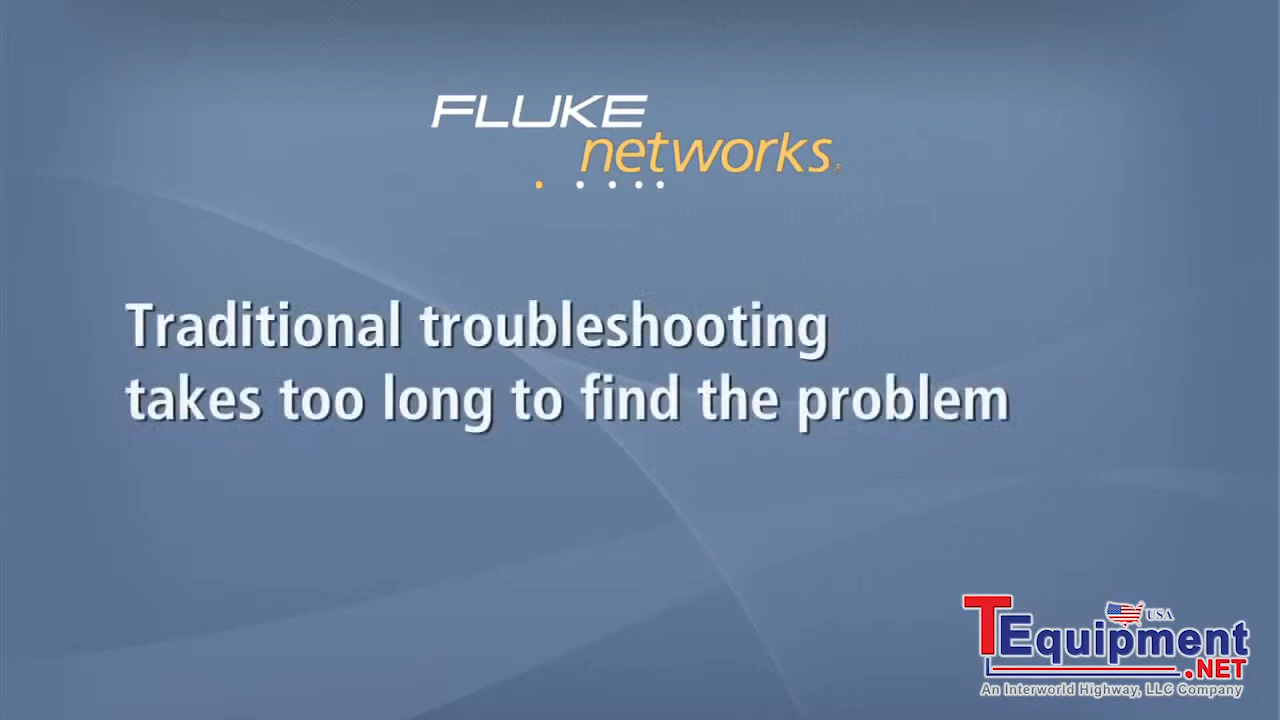 FLUKE
networks®
Traditional troubleshooting
takes too long to find the problem
USA
TEquipment
.NET
An Interworld Highway, LLC Company